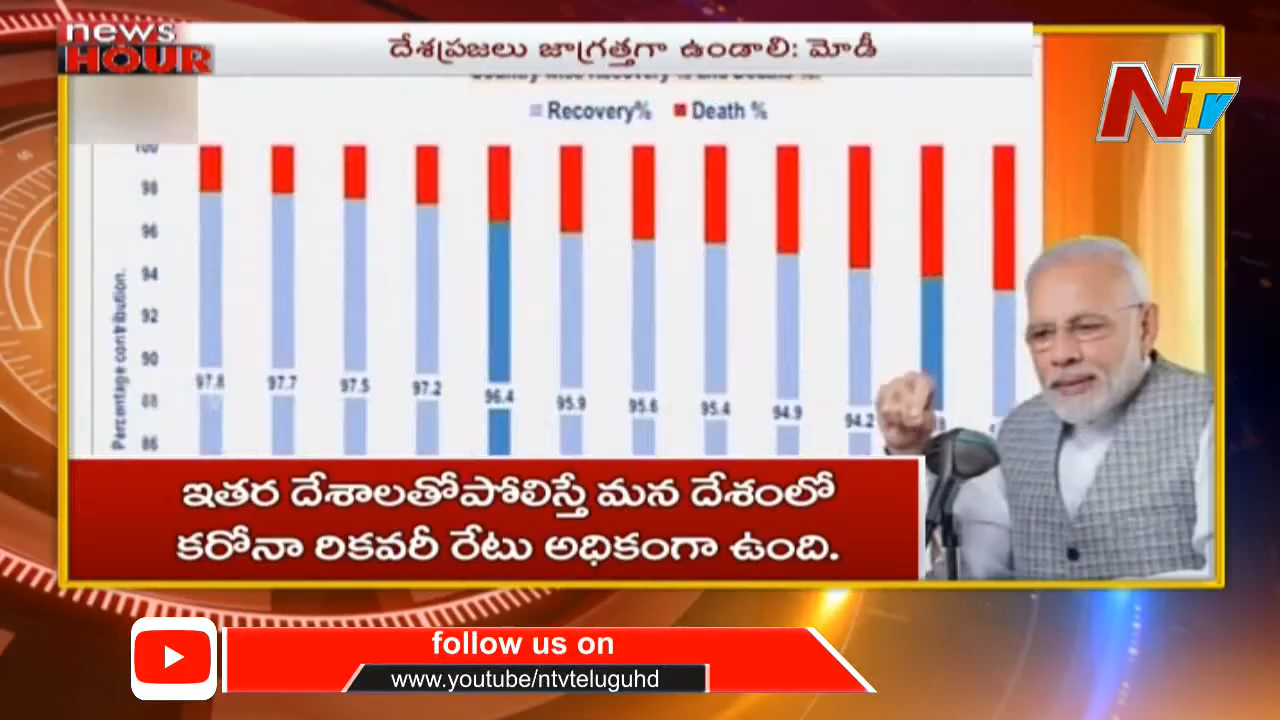 news
HOUR
దేశప్రజలు జాగ్రత్తగా ఉండాలి: మోడీ
NTV
Recovery% Death %
100
98
96
94
92
90
88
86
Percentage contribution.
97.8 97.7 97.5 97.2 96.4 95.9 95.6 95.4 94.9 94.2
ఇతర దేశాలతోపోలిస్తే మన దేశంలో
కరోనా రికవరీ రేటు అధికంగా ఉంది.
follow us on
www.youtube/ntvteluguhd